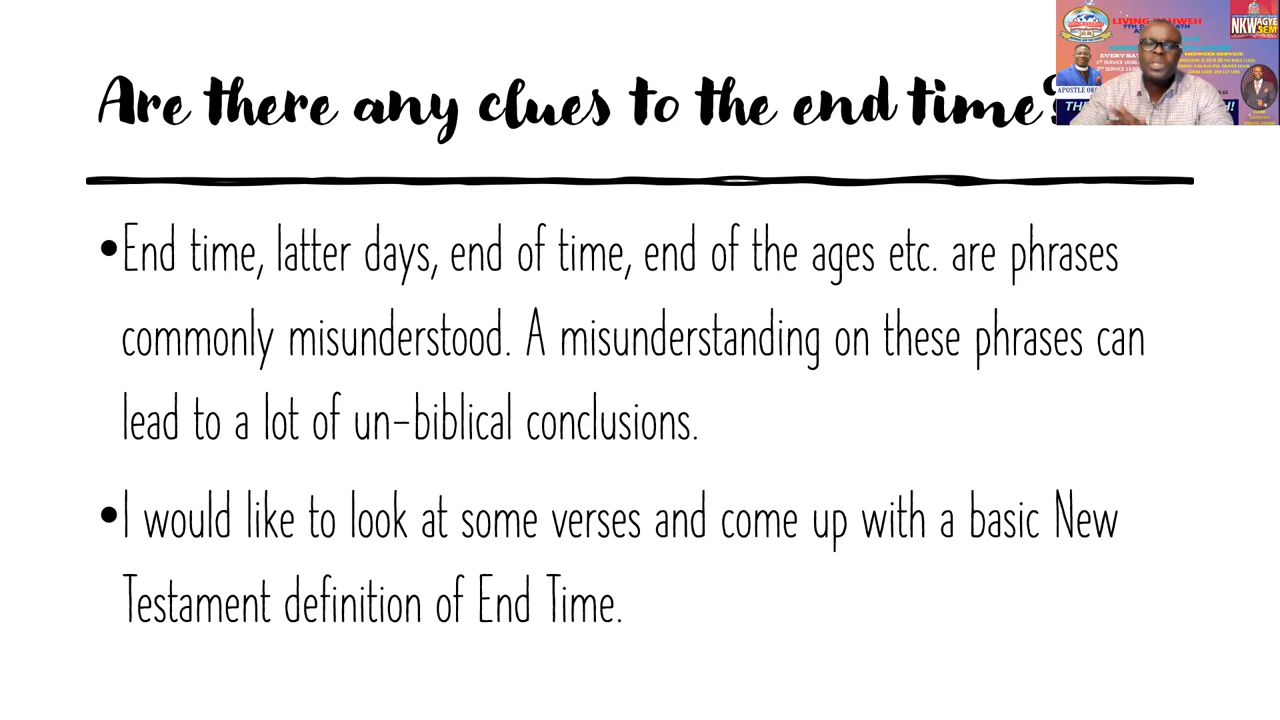 Are there any clues to the end time?
•End time, latter days, end of time, end of the ages etc. are phrases
commonly misunderstood. A misunderstanding on these phrases can
lead to a lot of un-biblical conclusions.
•I would like to look at some verses and come up with a basic New
Testament definition of End Time.
LIVING
NKWAGYE
SEM